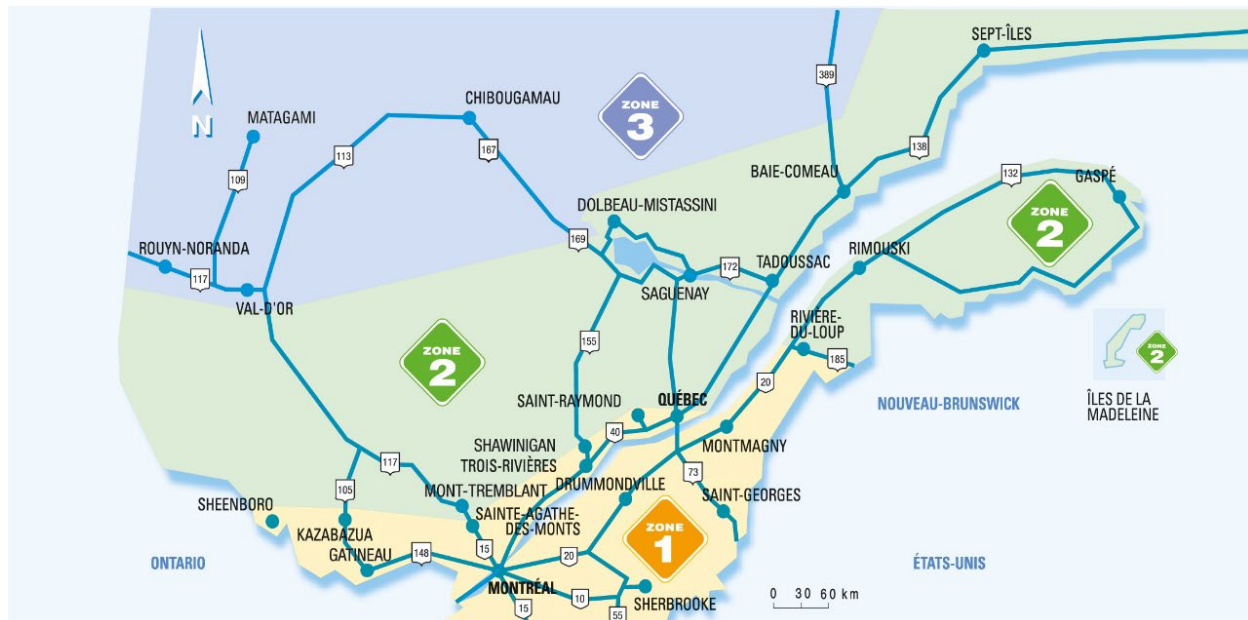 SEPT-ÎLES
389
CHIBOUGAMAU
ZONE
3
MATAGAMI
N
167
113
138
109
BAIE-COMEAU
132
GASPÉ
DOLBEAU-MISTASSINI
ZONE
2
169
ROUYN-NORANDA
RIMOUSKI
TADOUSSAC
172
117
SAGUENAY
VAL-D'OR
RIVIÈRE-
DU-LOUP
155
185
ZONE
2
ZONE
2
20
ÎLES DE LA
MADELEINE
SAINT-RAYMOND
QUÉBEC
NOUVEAU-BRUNSWICK
40
MONTMAGNY
SHAWINIGAN
TROIS-RIVIÈRES
117
73
DRUMMONDVILLE
105
MONT-TREMBLANT
SAINT-GEORGES
SHEENBORO
SAINTE-AGATHE-
DES-MONTS
ZONE
1
KAZABAZUA
GATINEAU
148
15
20
ONTARIO
ÉTATS-UNIS
MONTRÉAL
10
SHERBROOKE
0 30 60 km
15
55